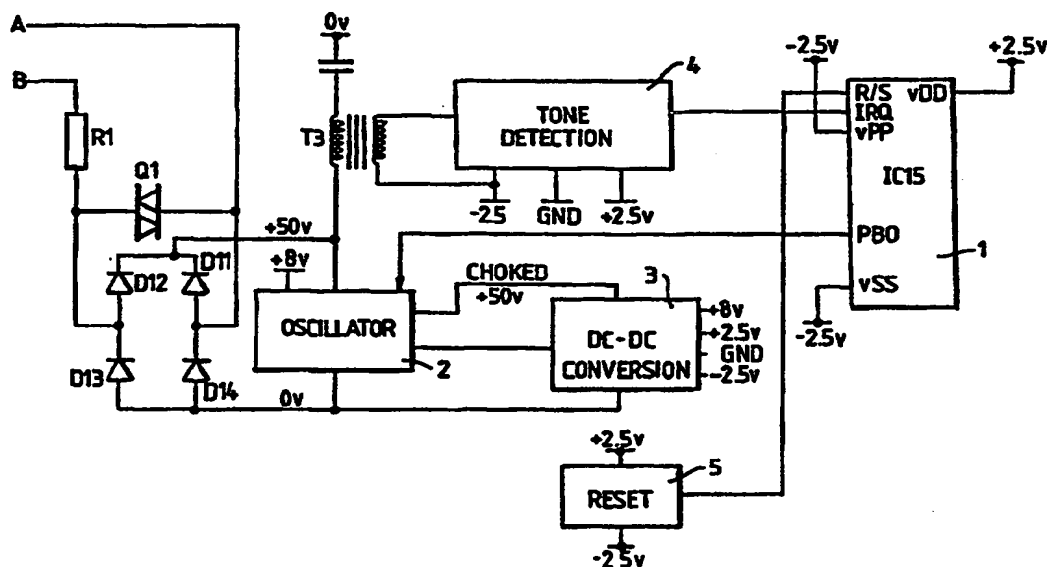 A
B
R1
Q1
0v
T3
+50v
+8v
D12
D11
D13
D14
0v
OSCILLATOR
2
CHOKED
+50v
TONE
DETECTION
4
-2.5
GND
+2.5v
3
DC-DC
CONVERSION
+8v
+2.5v
GND
-2.5v
-2.5v
+2.5v
R/S
vDD
IRQ
vPP
IC15
PBO
1
vSS
-2.5v
+2.5v
5
RESET
-2.5v